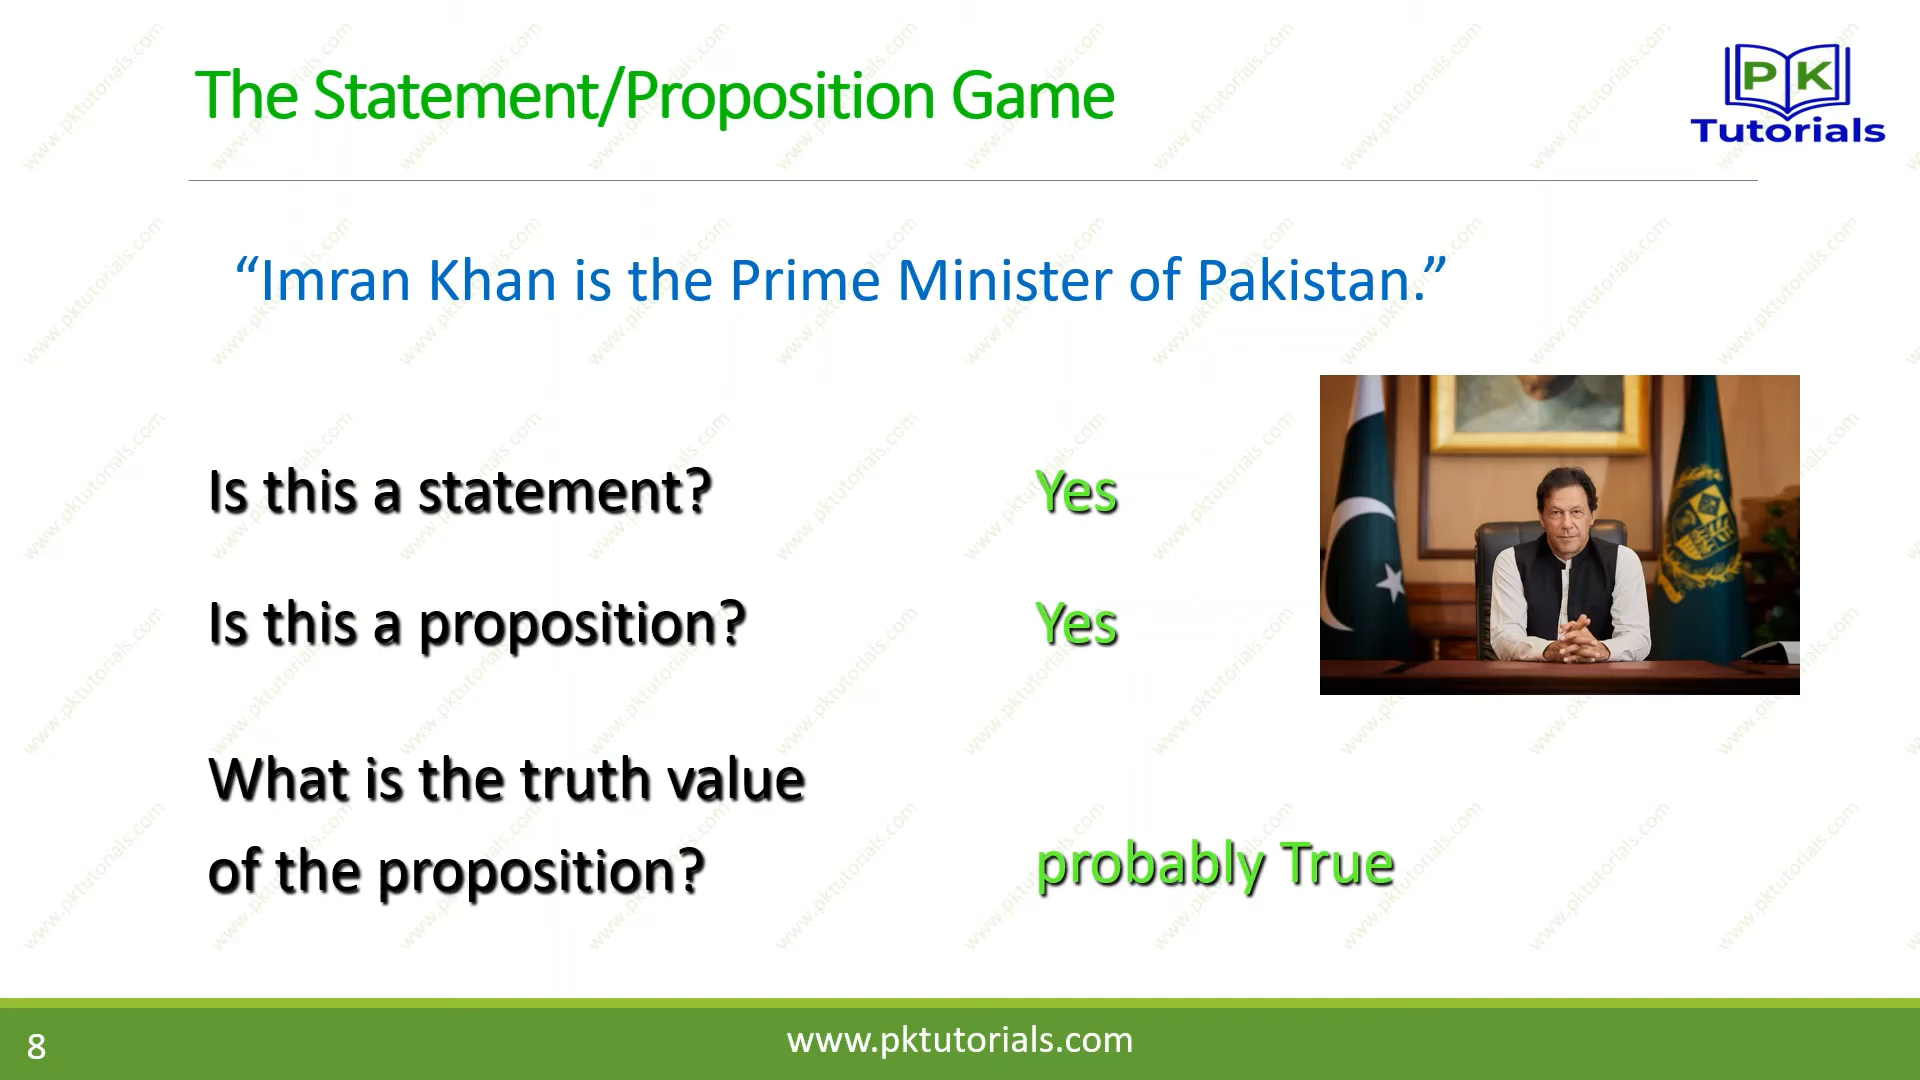 The Statement/Proposition Game
PK
Tutorials
“Imran Khan is the Prime Minister of Pakistan.”
Is this a statement? Yes
Is this a proposition? Yes
What is the truth value
of the proposition? probably True
8
www.pktutorials.com